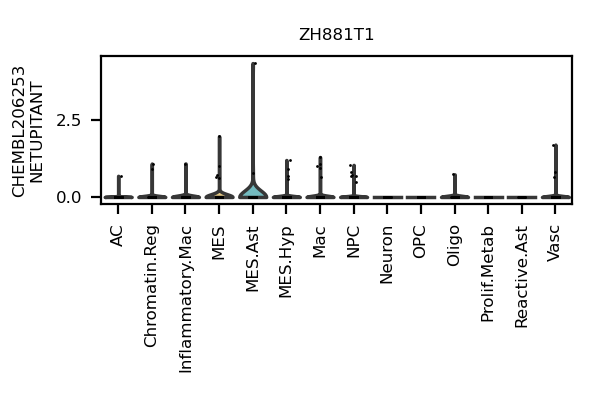 ZH881T1
CHEMBL206253
NETUPITANT
2.5
0.0
AC
Chromatin.Reg
Inflammatory.Mac
MES
MES.Ast
MES.Hyp
Mac
NPC
Neuron
OPC
Oligo
Prolif.Metab
Reactive.Ast
Vasc